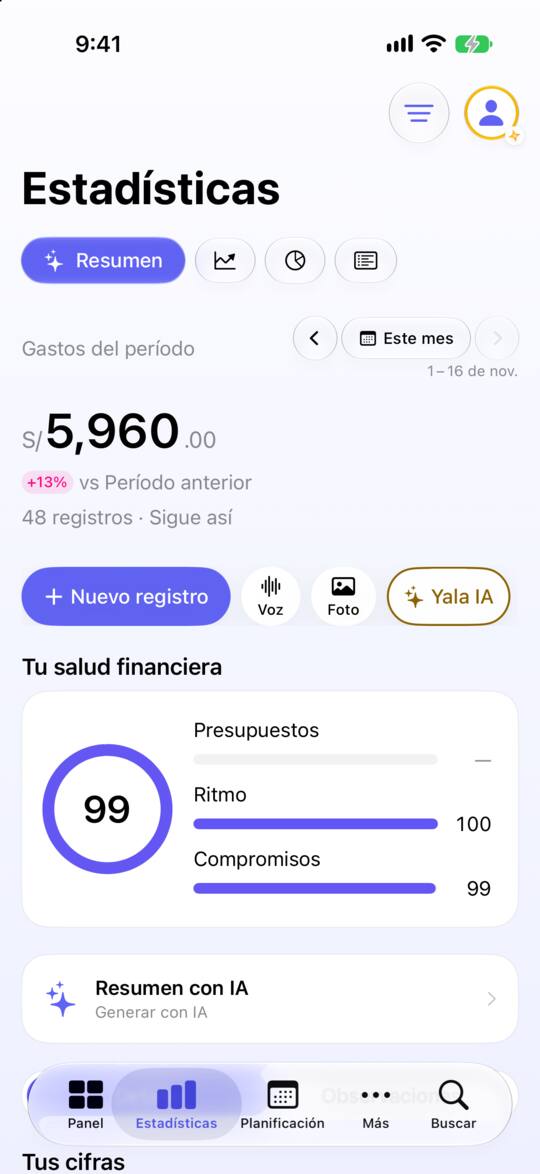 9:41
Estadísticas
Resumen
Gastos del período
Este mes
1–16 de nov.
S/5,960.00
+13% vs Período anterior
48 registros · Sigue así
+ Nuevo registro
Voz
Foto
Yala IA
Tu salud financiera
99
Presupuestos
—
Ritmo
100
Compromisos
99
Resumen con IA
Generar con IA
Observaciones
Panel
Estadísticas
Planificación
Más
Buscar
Tus cifras